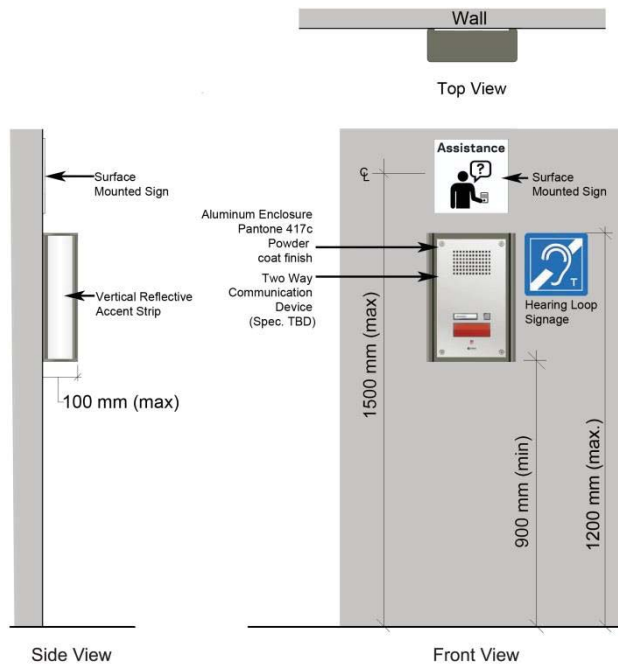 Wall
Top View
Surface
Mounted Sign
Vertical Reflective
Accent Strip
100 mm (max)
Side View
Assistance
?
℄
Surface
Mounted Sign
Aluminum Enclosure
Pantone 417c
Powder
coat finish
Two Way
Communication
Device
(Spec. TBD)
T
Hearing Loop
Signage
1500 mm (max)
900 mm (min)
1200 mm (max.)
Front View